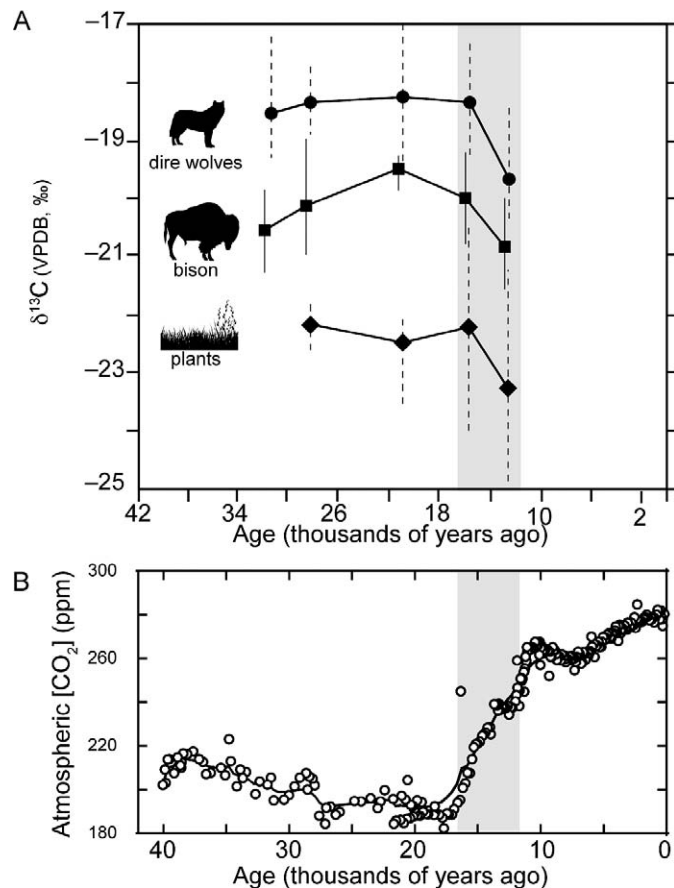 A
–17
–19
–21
–23
–25
δ¹³C (VPDB, ‰)
dire wolves
bison
plants
42 34 26 18 10 2
Age (thousands of years ago)
B
300
260
220
180
Atmospheric [CO₂] (ppm)
40 30 20 10 0
Age (thousands of years ago)